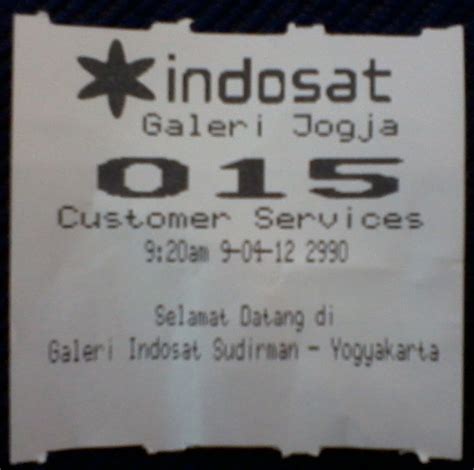 indosat
Galeri Jogja
015
Customer Services
9:20am 9-04-12 2990
Selamat Datang di
Galeri Indosat Sudirman - Yogyakarta